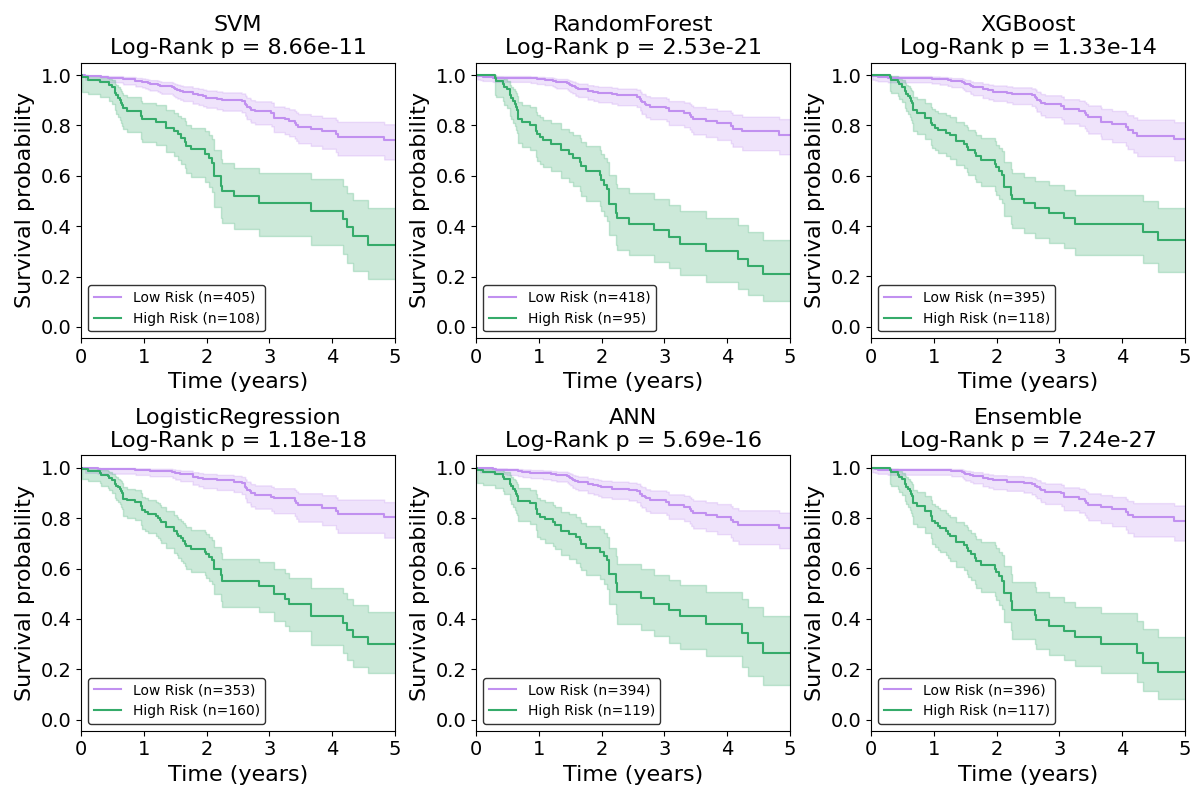 SVM
Log-Rank p = 8.66e-11
Survival probability
1.0
0.8
0.6
0.4
0.2
0.0
Low Risk (n=405)
High Risk (n=108)
0 1 2 3 4 5
Time (years)
RandomForest
Log-Rank p = 2.53e-21
Survival probability
1.0
0.8
0.6
0.4
0.2
0.0
Low Risk (n=418)
High Risk (n=95)
0 1 2 3 4 5
Time (years)
XGBoost
Log-Rank p = 1.33e-14
Survival probability
1.0
0.8
0.6
0.4
0.2
0.0
Low Risk (n=395)
High Risk (n=118)
0 1 2 3 4 5
Time (years)
LogisticRegression
Log-Rank p = 1.18e-18
Survival probability
1.0
0.8
0.6
0.4
0.2
0.0
Low Risk (n=353)
High Risk (n=160)
0 1 2 3 4 5
Time (years)
ANN
Log-Rank p = 5.69e-16
Survival probability
1.0
0.8
0.6
0.4
0.2
0.0
Low Risk (n=394)
High Risk (n=119)
0 1 2 3 4 5
Time (years)
Ensemble
Log-Rank p = 7.24e-27
Survival probability
1.0
0.8
0.6
0.4
0.2
0.0
Low Risk (n=396)
High Risk (n=117)
0 1 2 3 4 5
Time (years)